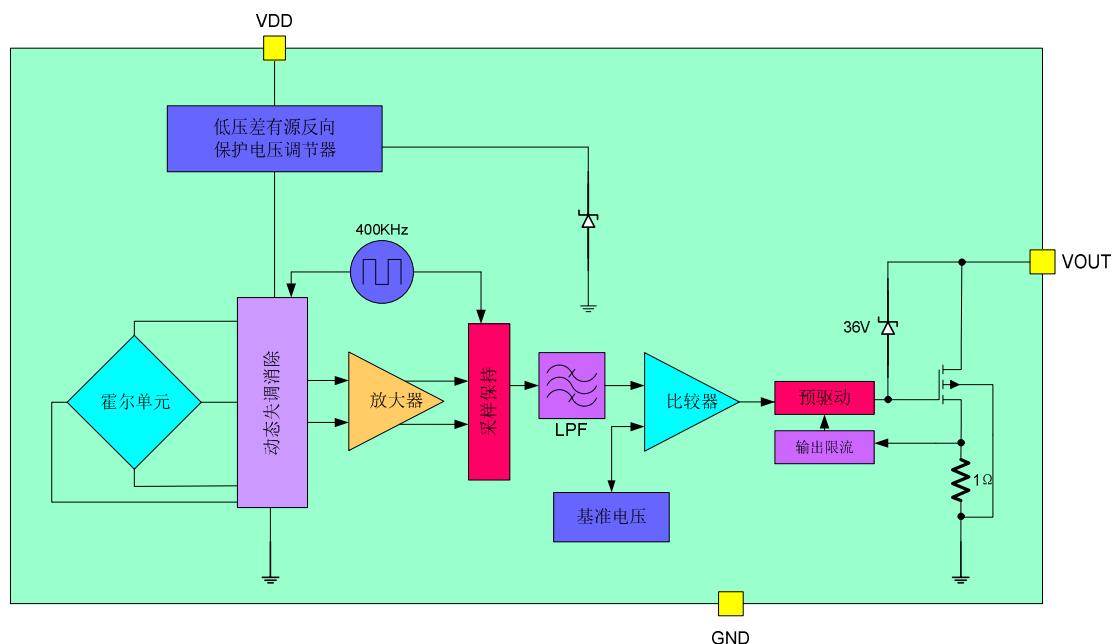 VDD
低压差有源反向
保护电压调节器
400KHz
VOUT
36V
霍尔单元
动态失调消除
放大器
采样保持
LPF
比较器
预驱动
输出限流
1Ω
基准电压
GND